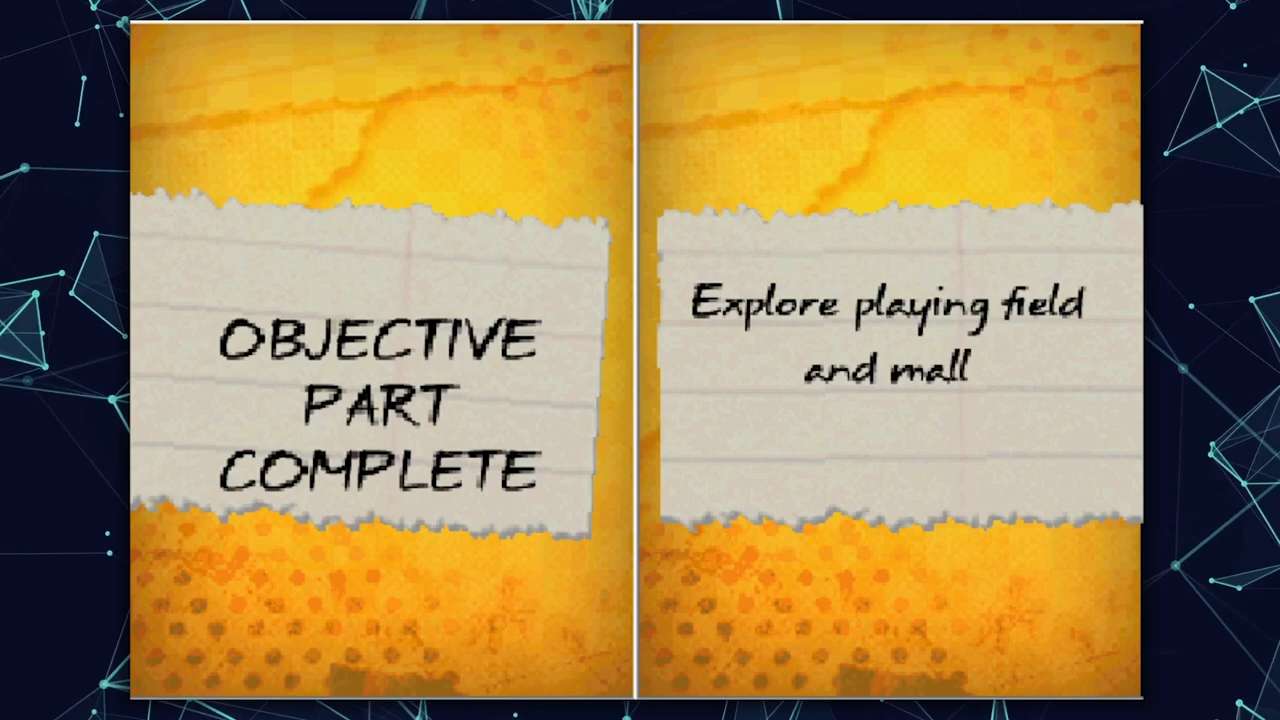 OBJECTIVE
PART
COMPLETE
Explore playing field
and mall